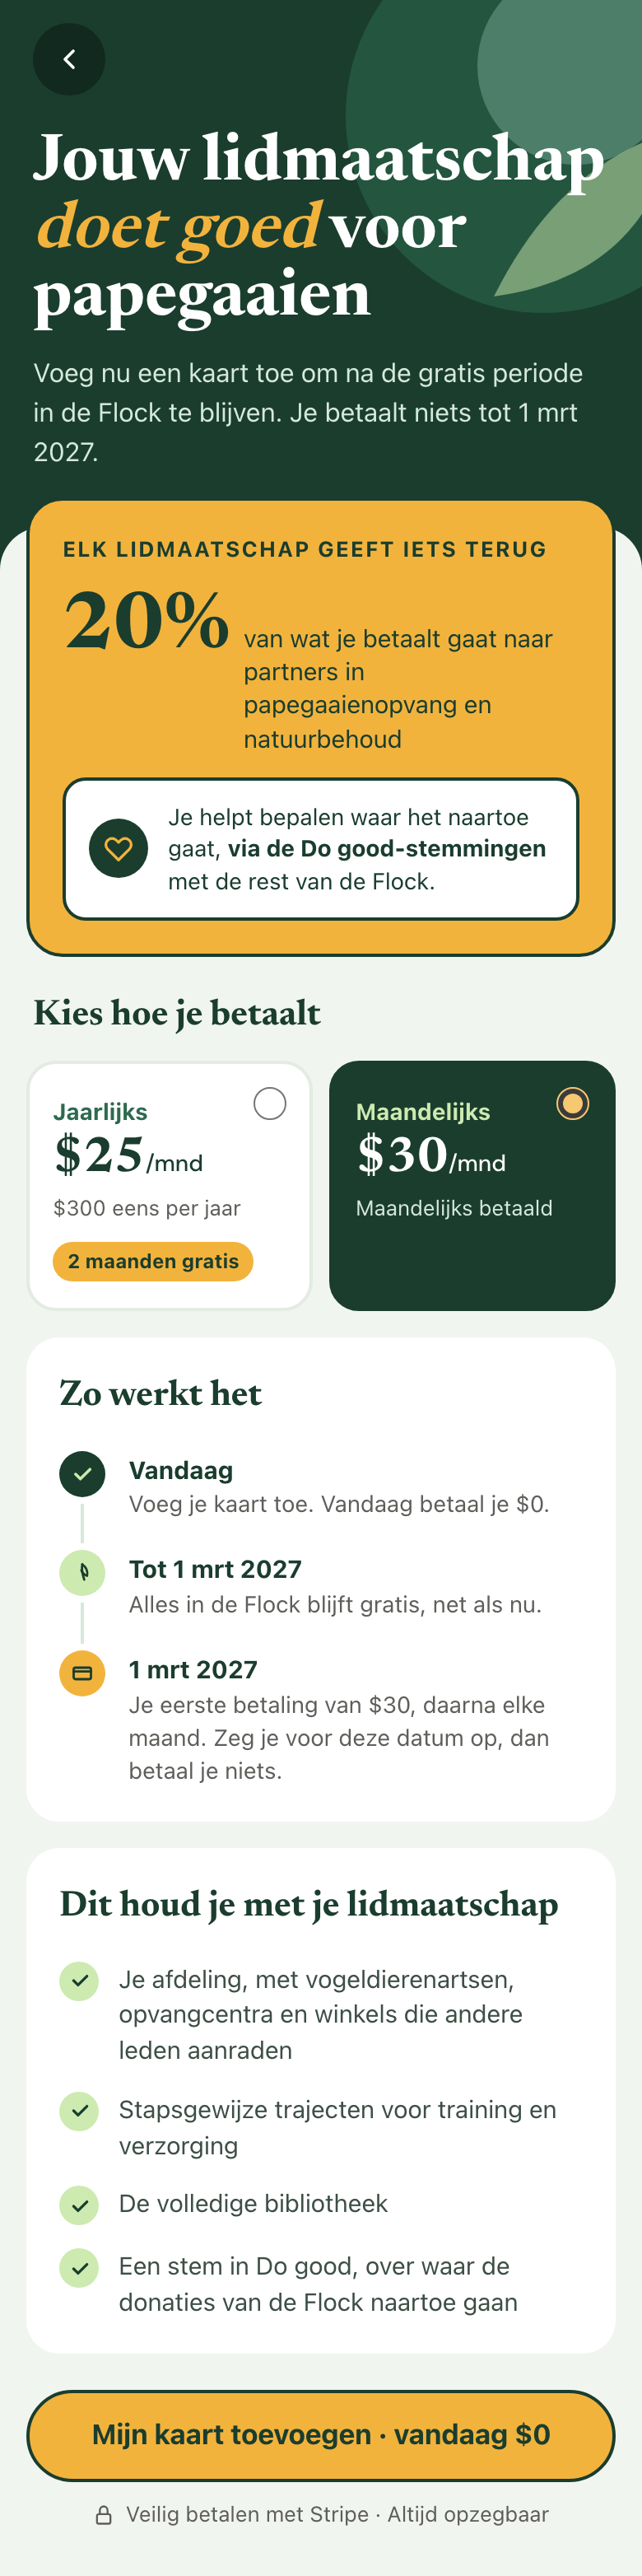 Jouw lidmaatschap
doet goed voor
papegaaien
Voeg nu een kaart toe om na de gratis periode
in de Flock te blijven. Je betaalt niets tot 1 mrt
2027.
ELK LIDMAATSCHAP GEEFT IETS TERUG
20% van wat je betaalt gaat naar
partners in
papegaaienopvang en
natuurbehoud
Je helpt bepalen waar het naartoe
gaat, via de Do good-stemmingen
met de rest van de Flock.
Kies hoe je betaalt
Jaarlijks
$25/mnd
$300 eens per jaar
2 maanden gratis
Maandelijks
$30/mnd
Maandelijks betaald
Zo werkt het
Vandaag
Voeg je kaart toe. Vandaag betaal je $0.
Tot 1 mrt 2027
Alles in de Flock blijft gratis, net als nu.
1 mrt 2027
Je eerste betaling van $30, daarna elke
maand. Zeg je voor deze datum op, dan
betaal je niets.
Dit houd je met je lidmaatschap
Je afdeling, met vogeldierenartsen,
opvangcentra en winkels die andere
leden aanraden
Stapsgewijze trajecten voor training en
verzorging
De volledige bibliotheek
Een stem in Do good, over waar de
donaties van de Flock naartoe gaan
Mijn kaart toevoegen · vandaag $0
Veilig betalen met Stripe · Altijd opzegbaar